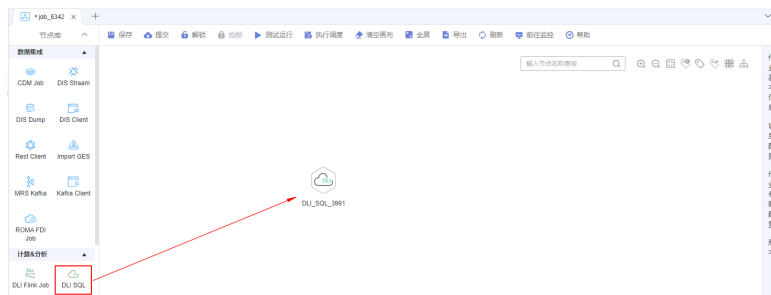 *job_6342 × +
节点库
保存 提交 解锁 抢锁 测试运行 执行调度 清空画布 全屏 导出 刷新 前往监控 帮助
数据集成
输入节点名称查询
CDM Job DIS Stream
DIS Dump DIS Client
Rest Client Import GES
DLI
MRS Kafka Kafka Client
DLI_SQL_3991
ROMA FDI
Job
计算&分析
DLI Flink Job DLI SQL